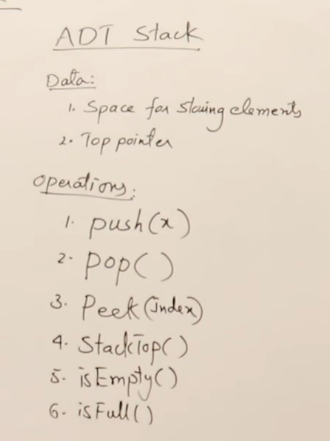 ADT Stack
Data:
1. Space for storing elements
2. Top pointer
Operations:
1. push(x)
2. pop()
3. Peek(index)
4. StackTop()
5. isEmpty()
6. isFull()